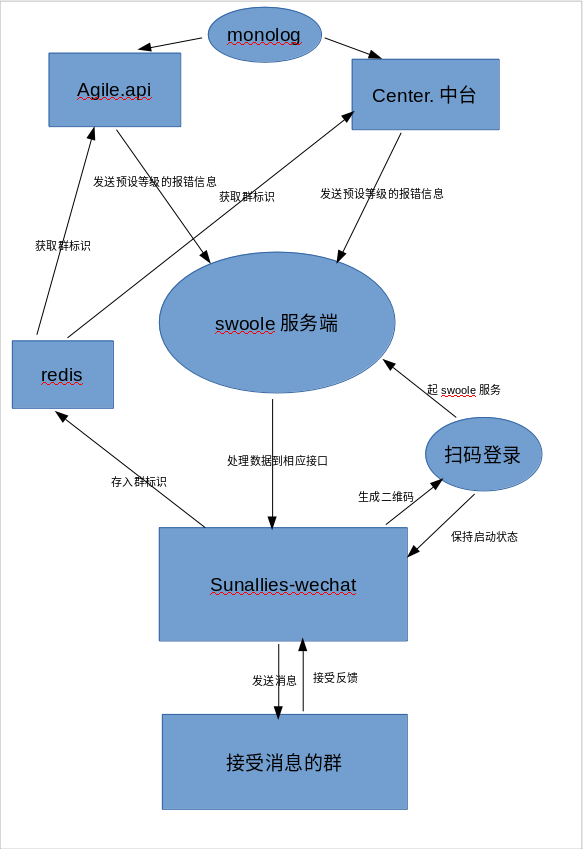 monolog
Agile.api
Center. 中台
发送预设等级的报错信息
获取群标识
发送预设等级的报错信息
获取群标识
swoole 服务端
redis
起 swoole 服务
扫码登录
处理数据到相应接口
存入群标识
生成二维码
保持启动状态
Sunallies-wechat
发送消息
接受反馈
接受消息的群